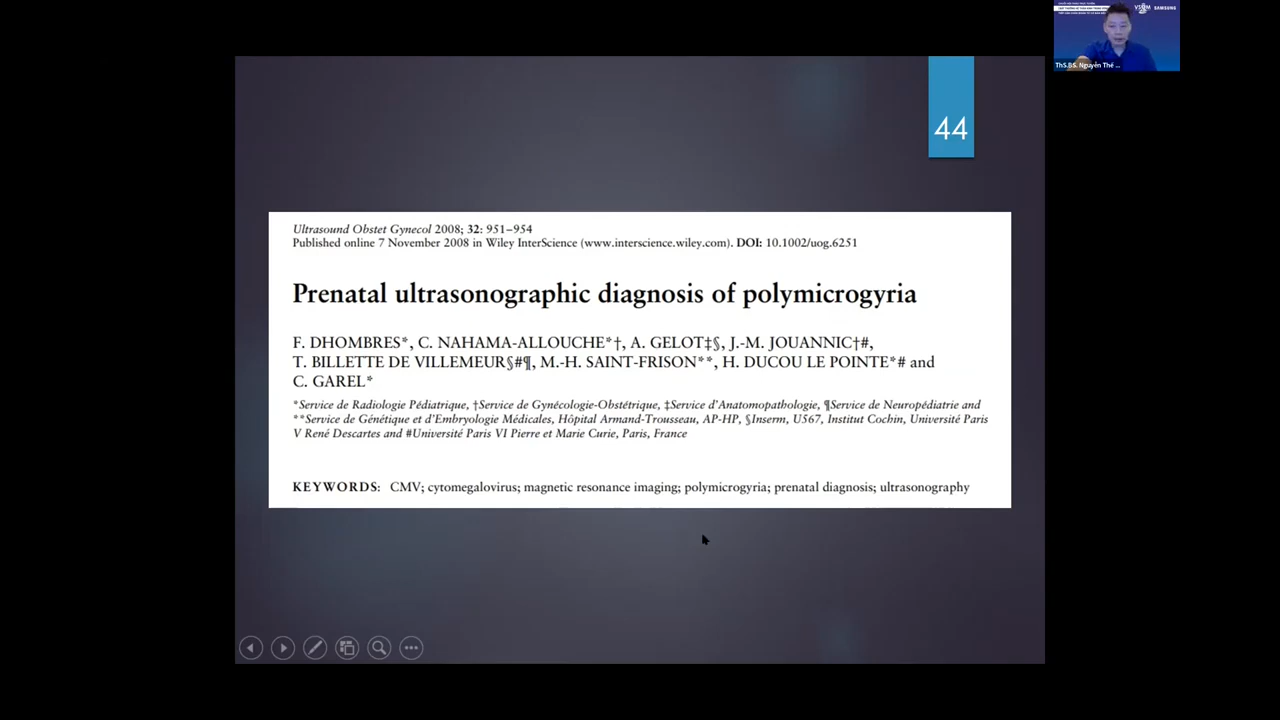 44
Ultrasound Obstet Gynecol 2008; 32: 951–954
Published online 7 November 2008 in Wiley InterScience (www.interscience.wiley.com). DOI: 10.1002/uog.6251
Prenatal ultrasonographic diagnosis of polymicrogyria
F. DHOMBRES*, C. NAHAMA-ALLOUCHE*†, A. GELOT‡§, J.-M. JOUANNIC†#,
T. BILLETTE DE VILLEMEUR§#¶, M.-H. SAINT-FRISON**, H. DUCOU LE POINTE*# and
C. GAREL*
*Service de Radiologie Pédiatrique, †Service de Gynécologie-Obstétrique, ‡Service d'Anatomopathologie, ¶Service de Neuropédiatrie and
**Service de Génétique et d'Embryologie Médicales, Hôpital Armand-Trousseau, AP-HP, §Inserm, U567, Institut Cochin, Université Paris
V René Descartes and #Université Paris VI Pierre et Marie Curie, Paris, France
KEYWORDS: CMV; cytomegalovirus; magnetic resonance imaging; polymicrogyria; prenatal diagnosis; ultrasonography
SAMSUNG
ThS.BS. Nguyễn Thế ...